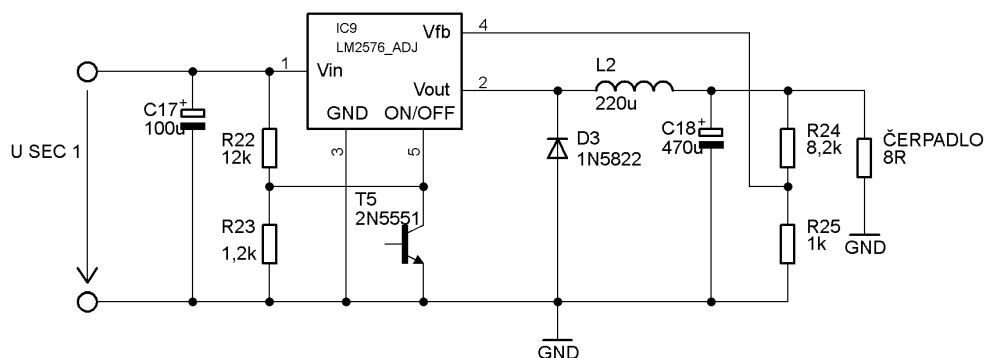 IC9
LM2576_ADJ
Vfb
4
1
Vin
2
Vout
GND
ON/OFF
3
5
L2
220u
C17
+
100u
R22
12k
D3
1N5822
C18
+
470u
R24
8,2k
ČERPADLO
8R
U SEC 1
T5
2N5551
R23
1,2k
R25
1k
GND
GND